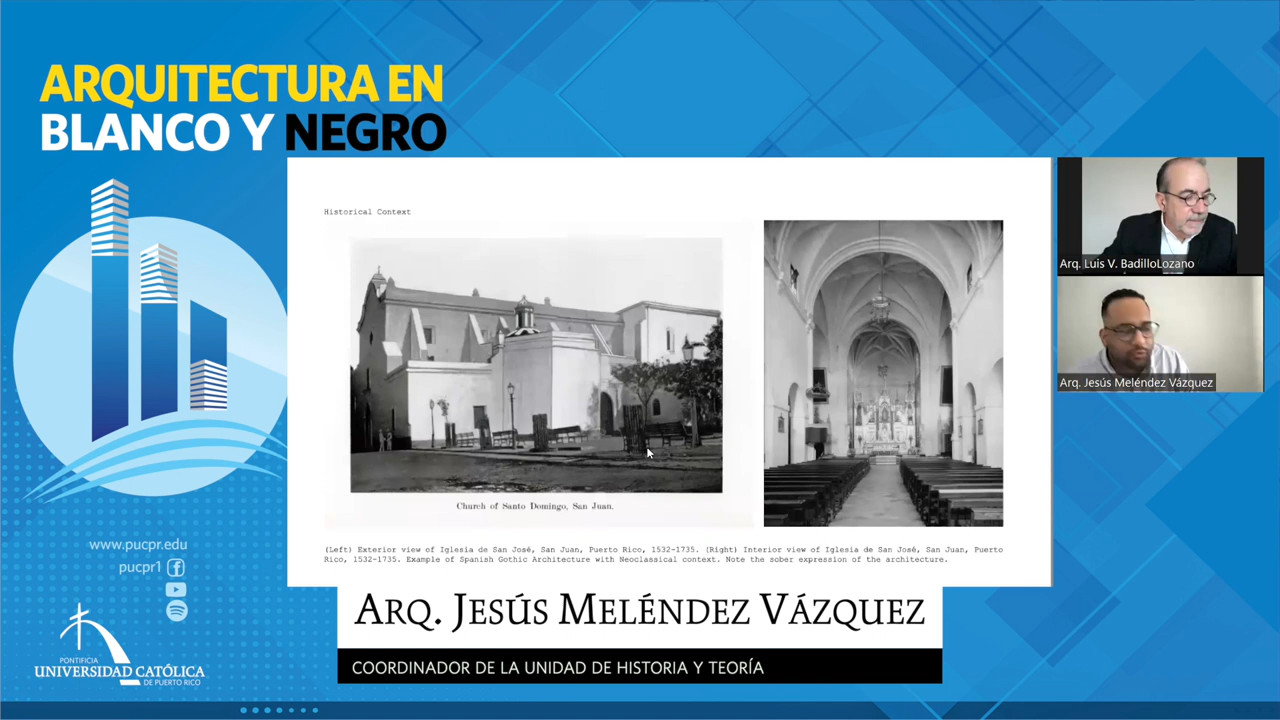 ARQUITECTURA EN
BLANCO Y NEGRO
Historical Context
Church of Santo Domingo, San Juan.
(Left) Exterior view of Iglesia de San José, San Juan, Puerto Rico, 1532-1735. (Right) Interior view of Iglesia de San José, San Juan, Puerto
Rico, 1532-1735. Example of Spanish Gothic Architecture with Neoclassical context. Note the sober expression of the architecture.
Arq. Luis V. BadilloLozano
Arq. Jesús Meléndez Vázquez
www.pucpr.edu
pucpr1
PONTIFICIA
UNIVERSIDAD CATÓLICA
DE PUERTO RICO
ARQ. JESÚS MELÉNDEZ VÁZQUEZ
COORDINADOR DE LA UNIDAD DE HISTORIA Y TEORÍA